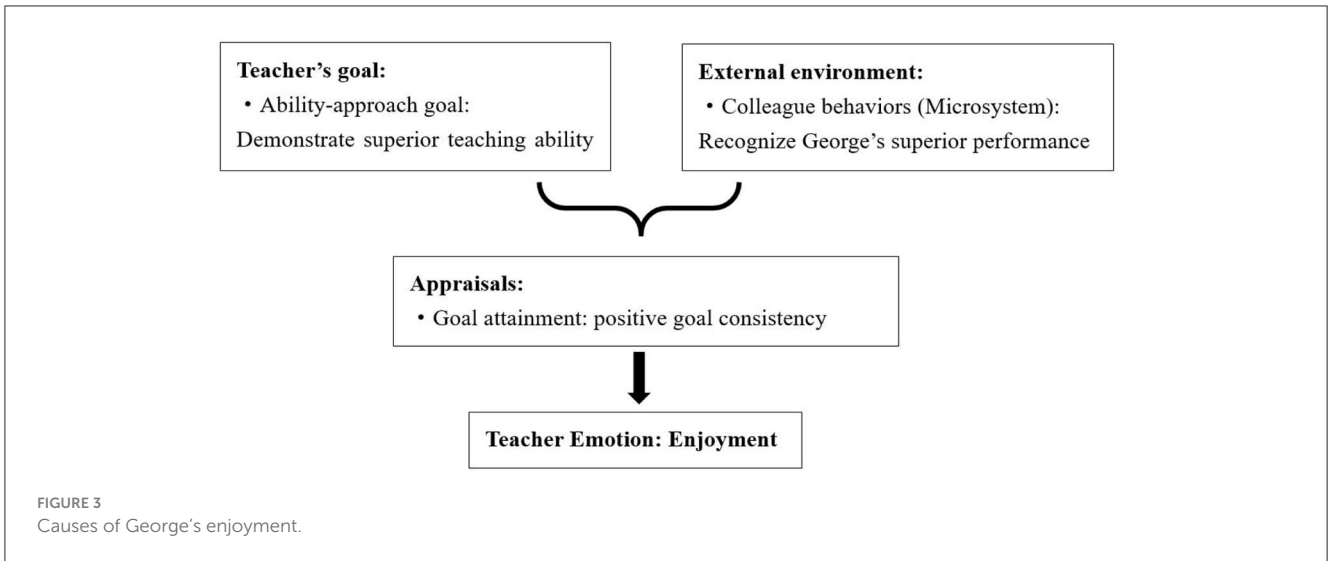 Teacher's goal:
• Ability-approach goal:
Demonstrate superior teaching ability
External environment:
• Colleague behaviors (Microsystem):
Recognize George's superior performance
Appraisals:
• Goal attainment: positive goal consistency
Teacher Emotion: Enjoyment
FIGURE 3
Causes of George's enjoyment.